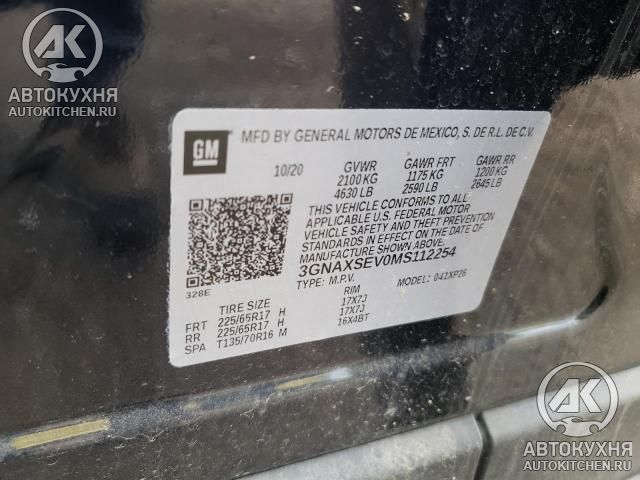 AK
АВТОКУХНЯ
AUTOKITCHEN.RU
GM
MFD BY GENERAL MOTORS DE MEXICO, S. DE R.L. DE C.V.
10/20 GVWR GAWR FRT GAWR RR
2100 KG 1175 KG 1200 KG
4630 LB 2590 LB 2645 LB
THIS VEHICLE CONFORMS TO ALL
APPLICABLE U.S. FEDERAL MOTOR
VEHICLE SAFETY AND THEFT PREVENTION
STANDARDS IN EFFECT ON THE DATE OF
MANUFACTURE SHOWN ABOVE.
3GNAXSEV0MS112254
TYPE: M.P.V. MODEL: 041XP26
328E
TIRE SIZE RIM
FRT 225/65R17 H 17X7J
RR 225/65R17 H 17X7J
SPA T135/70R16 M 16X4BT
AK
АВТОКУХНЯ
AUTOKITCHEN.RU